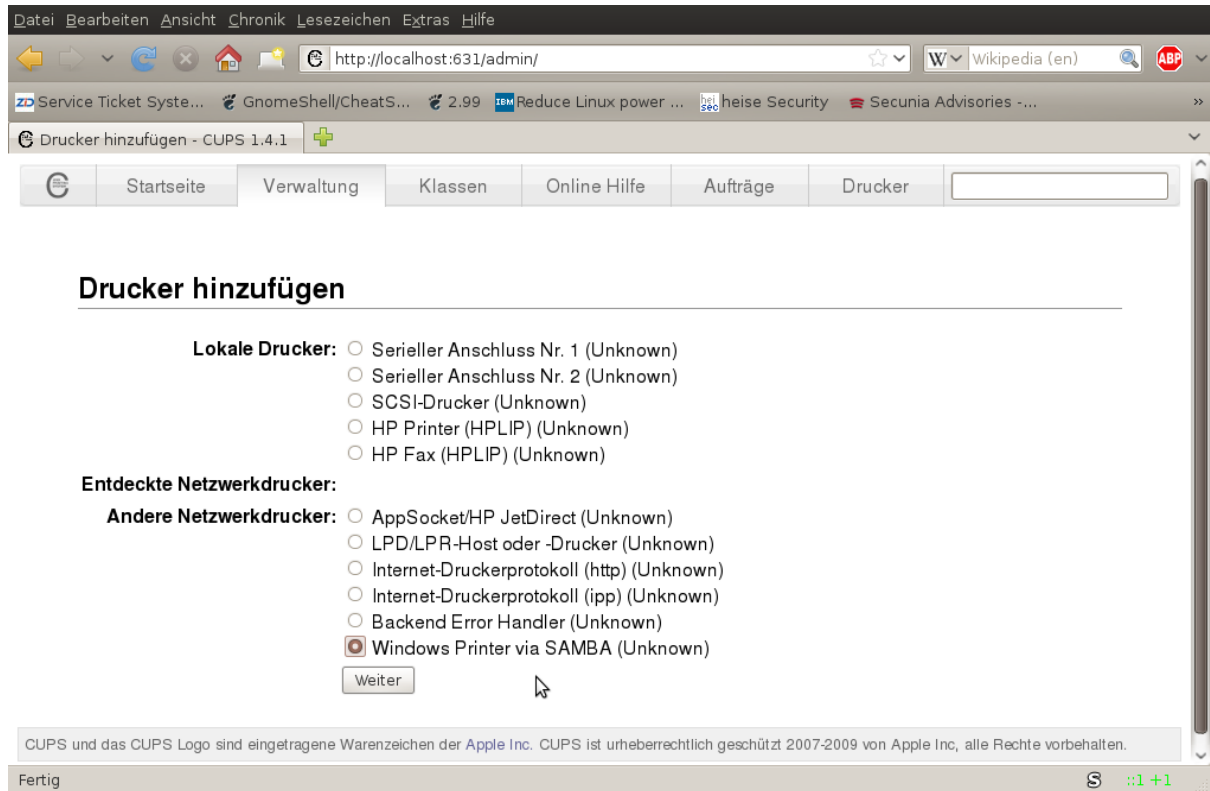 Datei Bearbeiten Ansicht Chronik Lesezeichen Extras Hilfe
http://localhost:631/admin/ W Wikipedia (en) ABP
ZD Service Ticket Syste... GnomeShell/CheatS... 2.99 IBM Reduce Linux power ... hei sec heise Security Secunia Advisories -... »
Drucker hinzufügen - CUPS 1.4.1
Startseite Verwaltung Klassen Online Hilfe Aufträge Drucker
Drucker hinzufügen
Lokale Drucker: Serieller Anschluss Nr. 1 (Unknown)
Serieller Anschluss Nr. 2 (Unknown)
SCSI-Drucker (Unknown)
HP Printer (HPLIP) (Unknown)
HP Fax (HPLIP) (Unknown)
Entdeckte Netzwerkdrucker:
Andere Netzwerkdrucker: AppSocket/HP JetDirect (Unknown)
LPD/LPR-Host oder -Drucker (Unknown)
Internet-Druckerprotokoll (http) (Unknown)
Internet-Druckerprotokoll (ipp) (Unknown)
Backend Error Handler (Unknown)
Windows Printer via SAMBA (Unknown)
Weiter
CUPS und das CUPS Logo sind eingetragene Warenzeichen der Apple Inc. CUPS ist urheberrechtlich geschützt 2007-2009 von Apple Inc, alle Rechte vorbehalten.
Fertig S ::1 +1